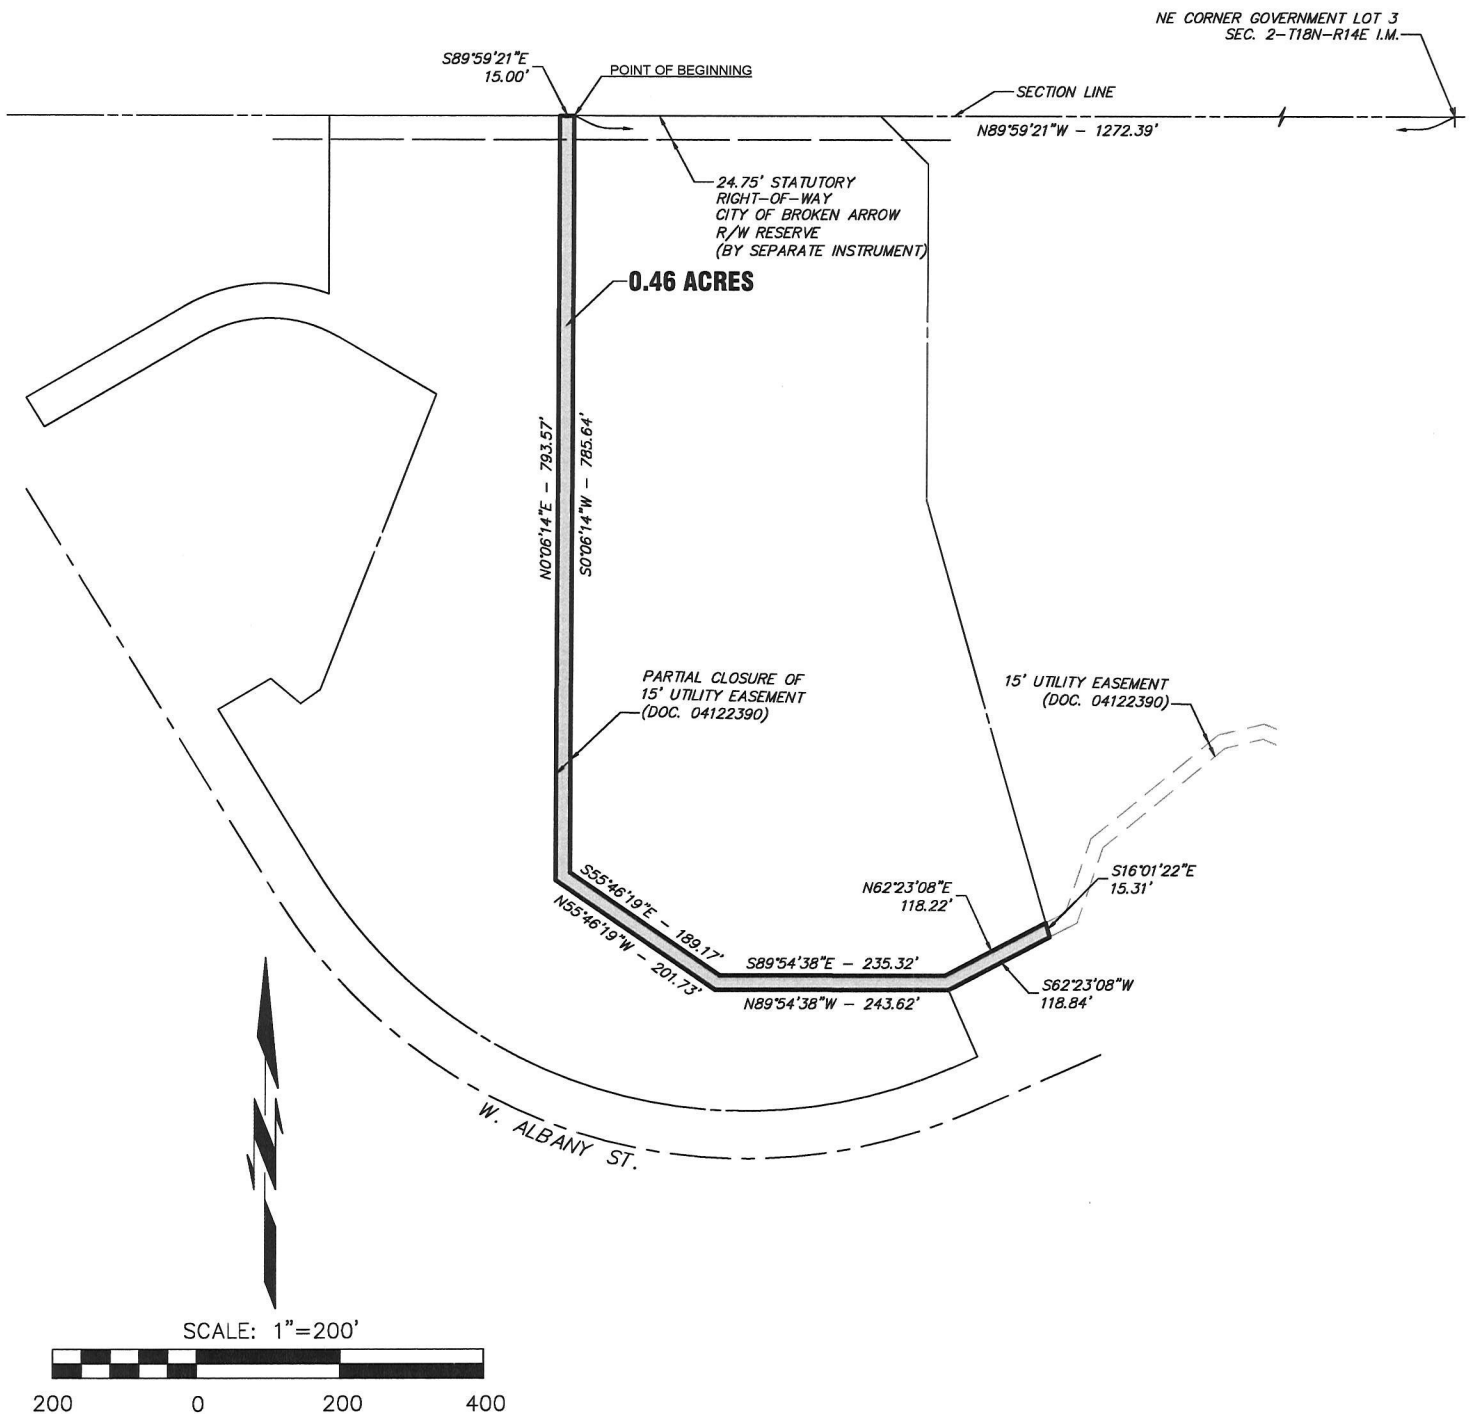 NE CORNER GOVERNMENT LOT 3
SEC. 2-T18N-R14E I.M.
S89°59'21"E
15.00'
POINT OF BEGINNING
SECTION LINE
N89°59'21"W - 1272.39'
24.75' STATUTORY
RIGHT-OF-WAY
CITY OF BROKEN ARROW
R/W RESERVE
(BY SEPARATE INSTRUMENT)
0.46 ACRES
N0°06'14"E - 793.57'
S0°06'14"W - 785.64'
PARTIAL CLOSURE OF
15' UTILITY EASEMENT
(DOC. 04122390)
15' UTILITY EASEMENT
(DOC. 04122390)
S55°46'19"E - 189.17'
N55°46'19"W - 201.73'
N62°23'08"E
118.22'
S16°01'22"E
15.31'
S89°54'38"E - 235.32'
N89°54'38"W - 243.62'
S62°23'08"W
118.84'
W. ALBANY ST.
SCALE: 1"=200'
200 0 200 400